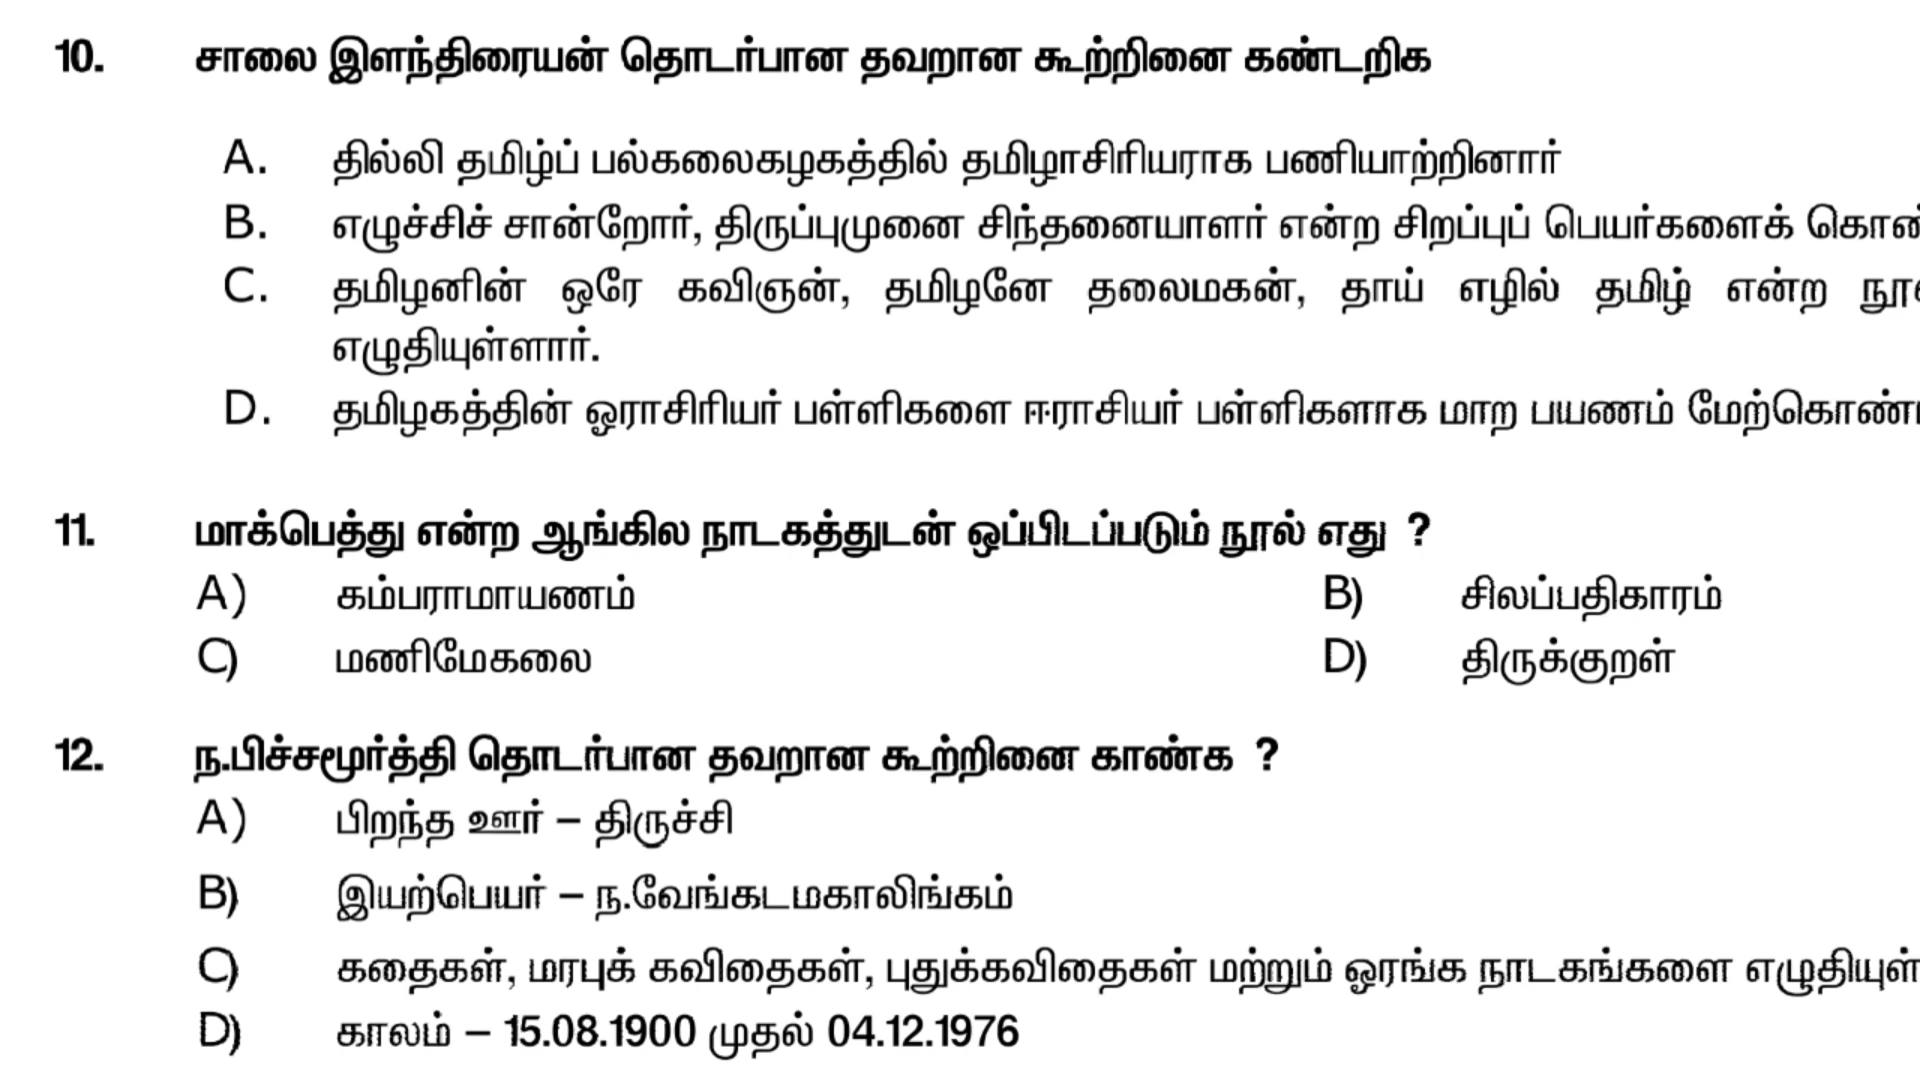 10. சாலை இளந்திரையன் தொடர்பான தவறான கூற்றினை கண்டறிக
A. தில்லி தமிழ்ப் பல்கலைகழகத்தில் தமிழாசிரியராக பணியாற்றினார்
B. எழுச்சிச் சான்றோர், திருப்புமுனை சிந்தனையாளர் என்ற சிறப்புப் பெயர்களைக்
C. தமிழனின் ஒரே கவிஞன், தமிழனே தலைமகன், தாய் எழில் தமிழ் என்ற
எழுதியுள்ளார்.
D. தமிழகத்தின் ஓராசிரியர் பள்ளிகளை ஈராசியர் பள்ளிகளாக மாற பயணம்
11. மாக்பெத்து என்ற ஆங்கில நாடகத்துடன் ஒப்பிடப்படும் நூல் எது ?
A) கம்பராமாயணம் B) சிலப்பதிகாரம்
C) மணிமேகலை D) திருக்குறள்
12. ந.பிச்சமூர்த்தி தொடர்பான தவறான கூற்றினை காண்க ?
A) பிறந்த ஊர் – திருச்சி
B) இயற்பெயர் – ந.வேங்கடமகாலிங்கம்
C) கதைகள், மரபுக் கவிதைகள், புதுக்கவிதைகள் மற்றும் ஓரங்க நாடகங்களை
D) காலம் – 15.08.1900 முதல் 04.12.1976